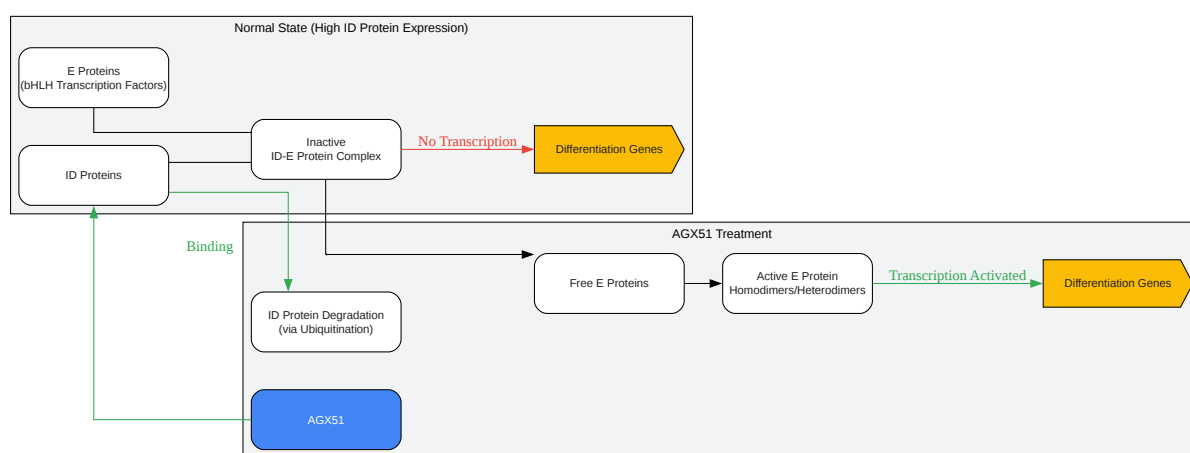 Normal State (High ID Protein Expression)
E Proteins
(bHLH Transcription Factors)
Inactive
ID-E Protein Complex
No Transcription
Differentiation Genes
ID Proteins
Binding
AGX51 Treatment
Free E Proteins
Active E Protein
Homodimers/Heterodimers
Transcription Activated
Differentiation Genes
ID Protein Degradation
(via Ubiquitination)
AGX51